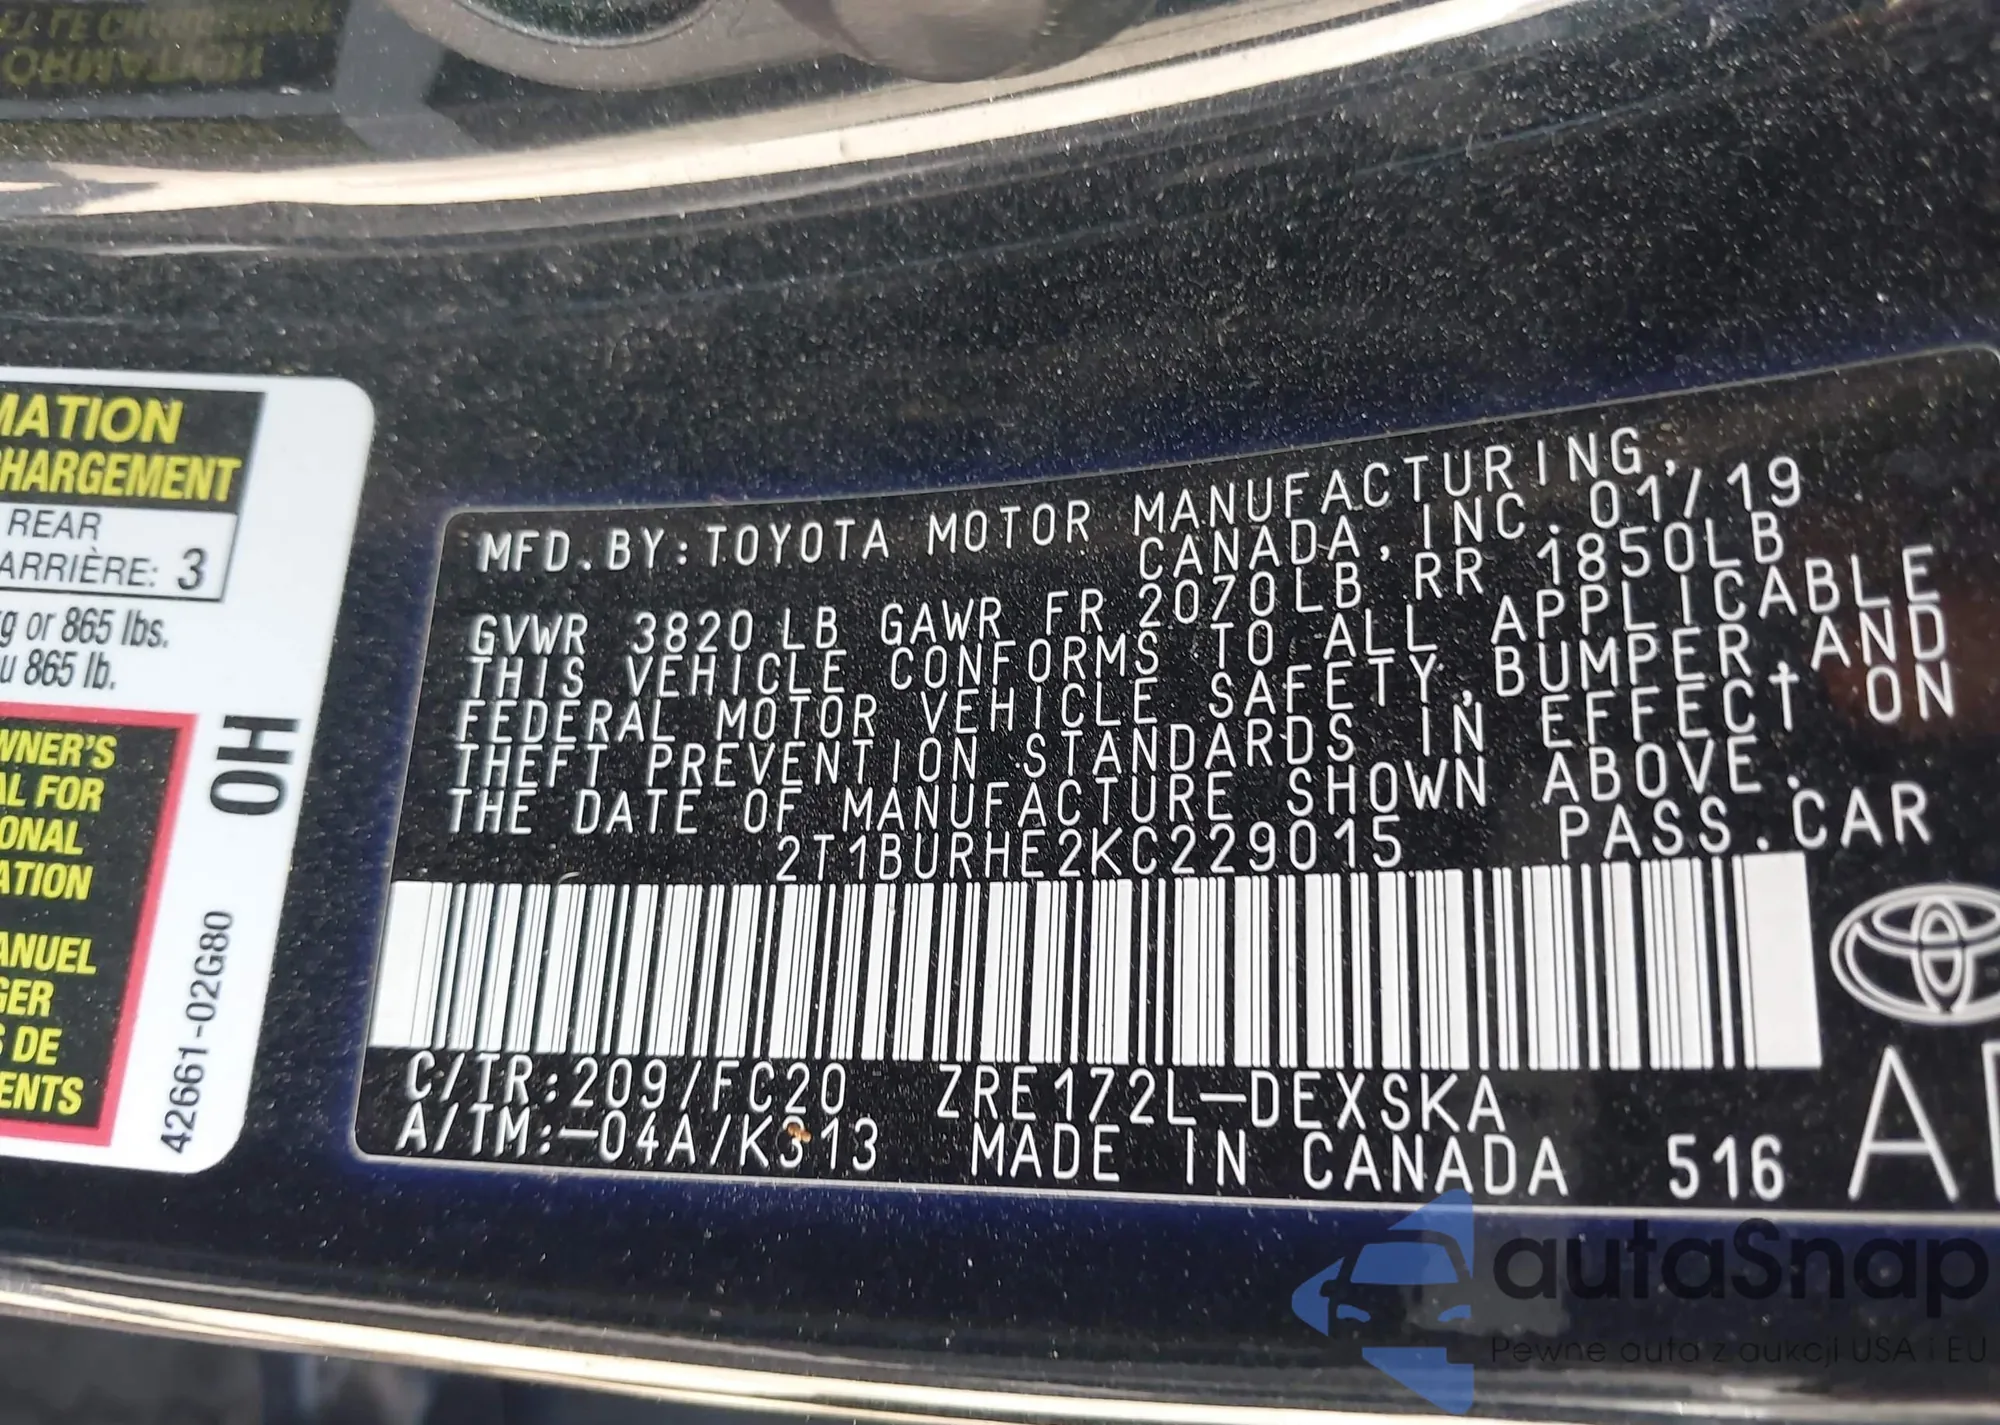 MATION
CHARGEMENT
REAR
ARRIÈRE: 3
kg or 865 lbs.
u 865 lb.
WNER'S
AL FOR
ONAL
ATION
ANUEL
GER
S DE
ENTS
0H
42661-02G80
MFD.BY:TOYOTA MOTOR MANUFACTURING,
CANADA, INC. 01/19
GVWR 3820 LB GAWR FR 2070LB RR 1850LB
THIS VEHICLE CONFORMS TO ALL APPLICABLE
FEDERAL MOTOR VEHICLE SAFETY,BUMPER,AND
THEFT PREVENTION STANDARDS IN EFFECT ON
THE DATE OF MANUFACTURE SHOWN ABOVE.
2T1BURHE2KC229015 PASS.CAR
C/TR:209/FC20 ZRE172L-DEXSKA
A/TM:-04A/K313 MADE IN CANADA 516
autaSnap
Pewne auta z aukcji USA i EU